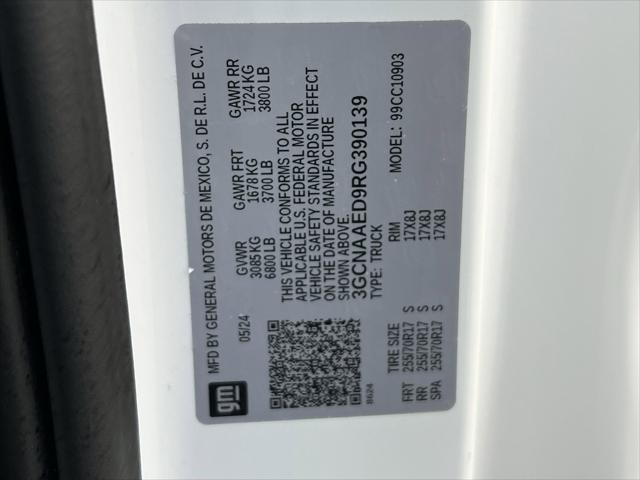 MFD BY GENERAL MOTORS DE MEXICO, S. DE R.L. DE C.V.
gm
05/24
GVWR GAWR FRT GAWR RR
3085 KG 1678 KG 1724 KG
6800 LB 3700 LB 3800 LB
THIS VEHICLE CONFORMS TO ALL
APPLICABLE U.S. FEDERAL MOTOR
VEHICLE SAFETY STANDARDS IN EFFECT
ON THE DATE OF MANUFACTURE
SHOWN ABOVE.
3GCNAAED9RG390139
TYPE: TRUCK
8624
MODEL: 99CC10903
TIRE SIZE RIM
FRT 255/70R17 S 17X8J
RR 255/70R17 S 17X8J
SPA 255/70R17 S 17X8J